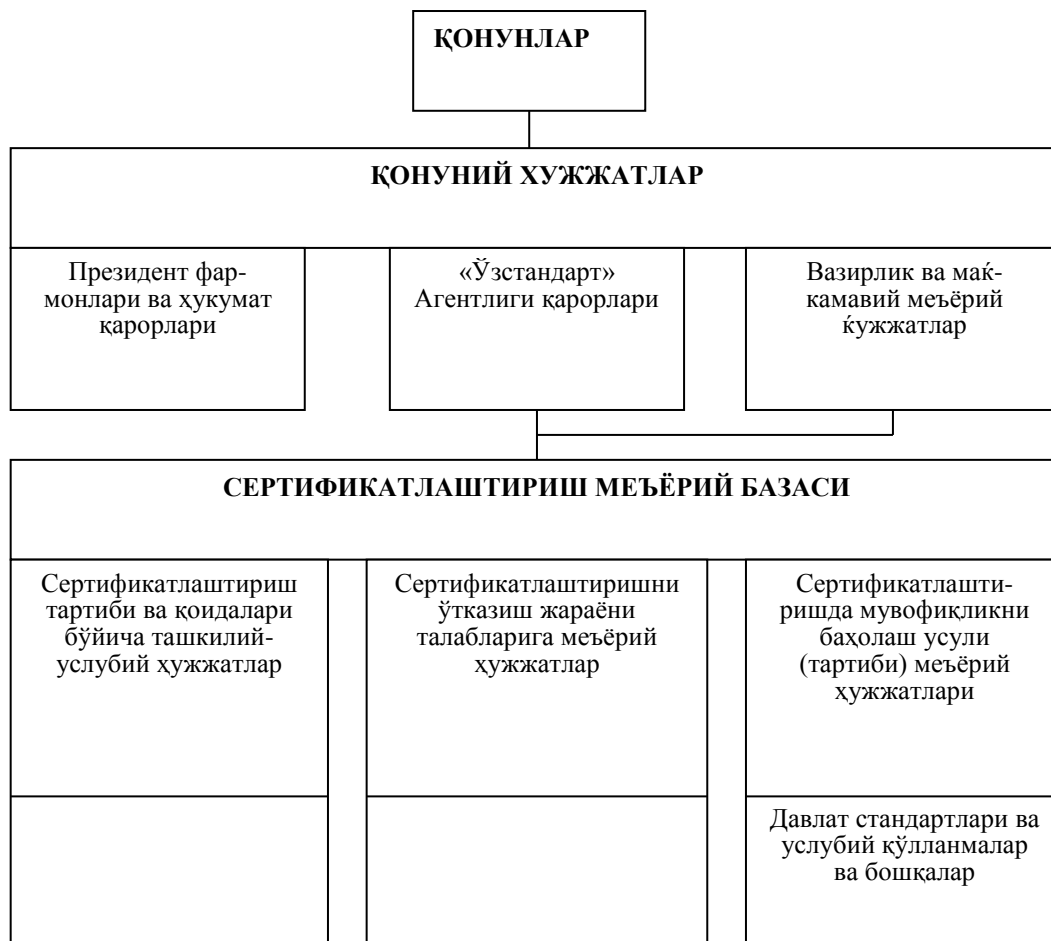 ҚОНУНЛАР
ҚОНУНИЙ ХУЖЖАТЛАР
Президент фар-
монлари ва ҳукумат
қарорлари
«Ўзстандарт»
Агентлиги қарорлари
Вазирлик ва маќ-
камавий меъёрий
ќужжатлар
СЕРТИФИКАТЛАШТИРИШ МЕЪЁРИЙ БАЗАСИ
Сертификатлаштириш
тартиби ва қоидалари
бўйича ташкилий-
услубий ҳужжатлар
Сертификатлаштиришни
ўтказиш жараёни
талабларига меъёрий
ҳужжатлар
Сертификатлашти-
ришда мувофиқликни
баҳолаш усули
(тартиби) меъёрий
ҳужжатлари
Давлат стандартлари ва
услубий қўлланмалар
ва бошқалар